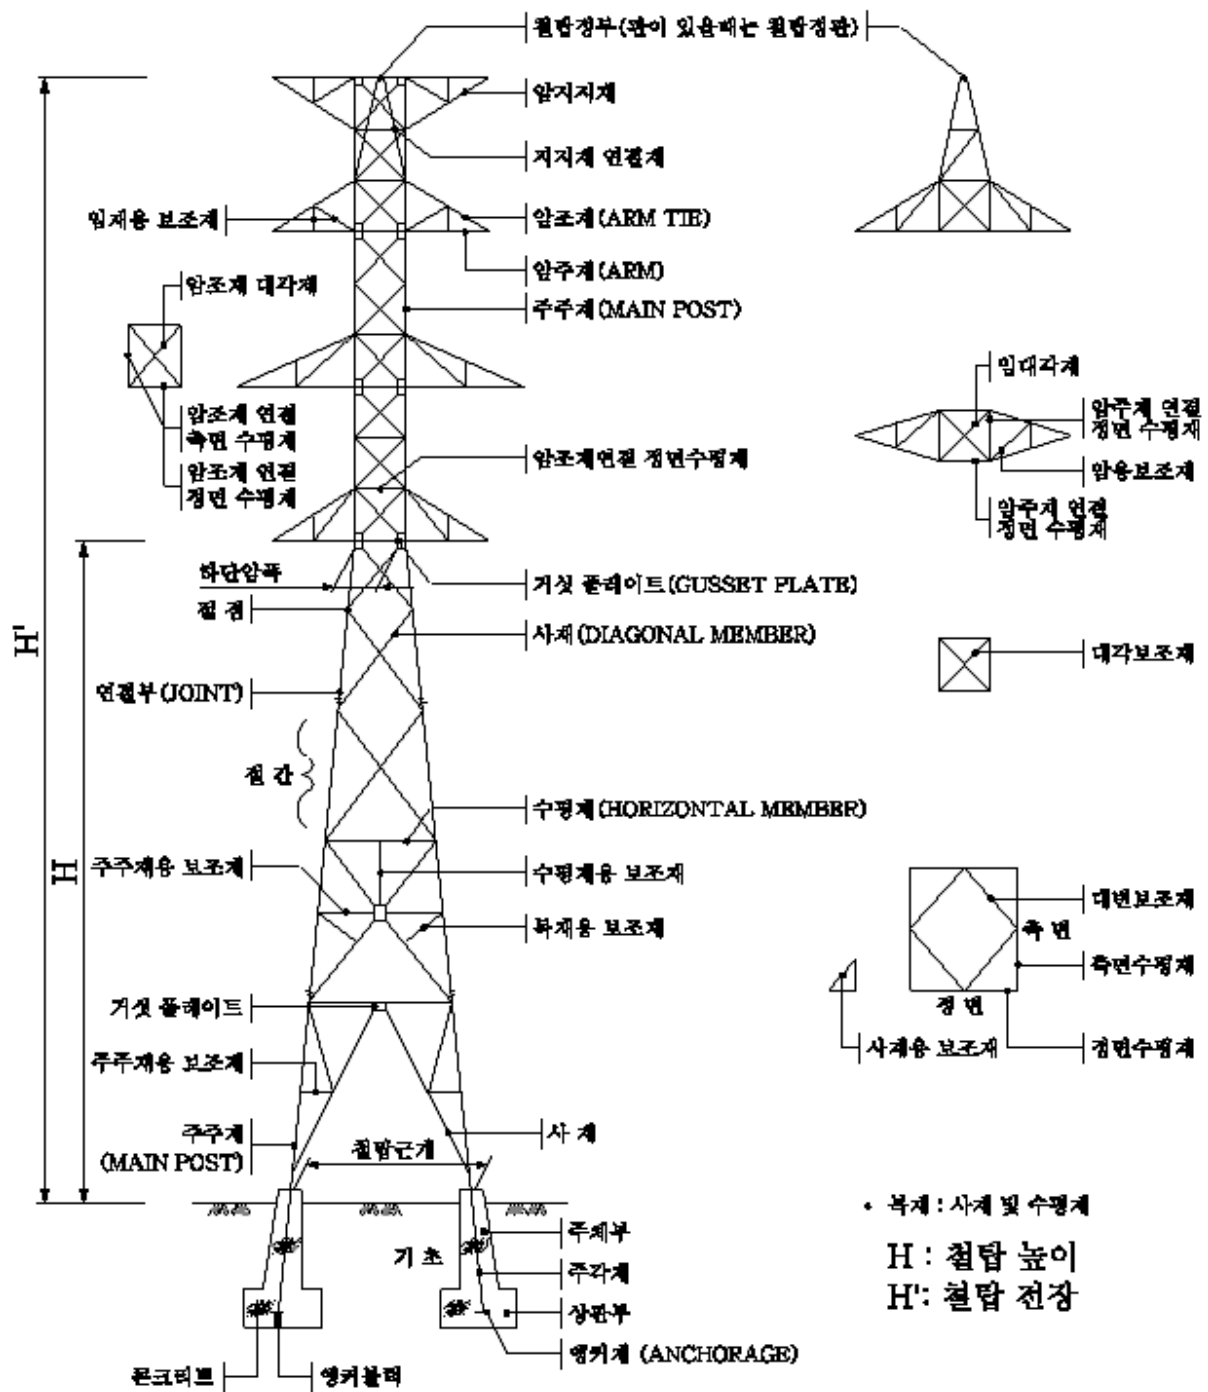 철탑정부(판이 있을때는 철탑정판)
암지지재
지지재 연결재
암재용 보조재
암조재(ARM TIE)
암주재(ARM)
암조재 대각재
주주재(MAIN POST)
암대각재
암조재 연결
측면 수평재
암주재 연결
정면 수평재
암조재 연결
정면 수평재
암조재연결 정면수평재
암용보조재
암주재 연결
정면 수평재
하단암폭
거싯 플레이트(GUSSET PLATE)
절 점
사재(DIAGONAL MEMBER)
대각보조재
연결부(JOINT)
절 간
수평재(HORIZONTAL MEMBER)
주주재용 보조재
수평재용 보조재
복재용 보조재
대변보조재
측 면
측면수평재
정 면
사재용 보조재
정면수평재
거싯 플레이트
주주재용 보조재
주주재
(MAIN POST)
사 재
철탑근개
H'
H
• 복재 : 사재 및 수평재
H : 철탑 높이
H': 철탑 전장
기 초
주체부
주각재
상판부
앵커재 (ANCHORAGE)
콘크리트
앵커블럭